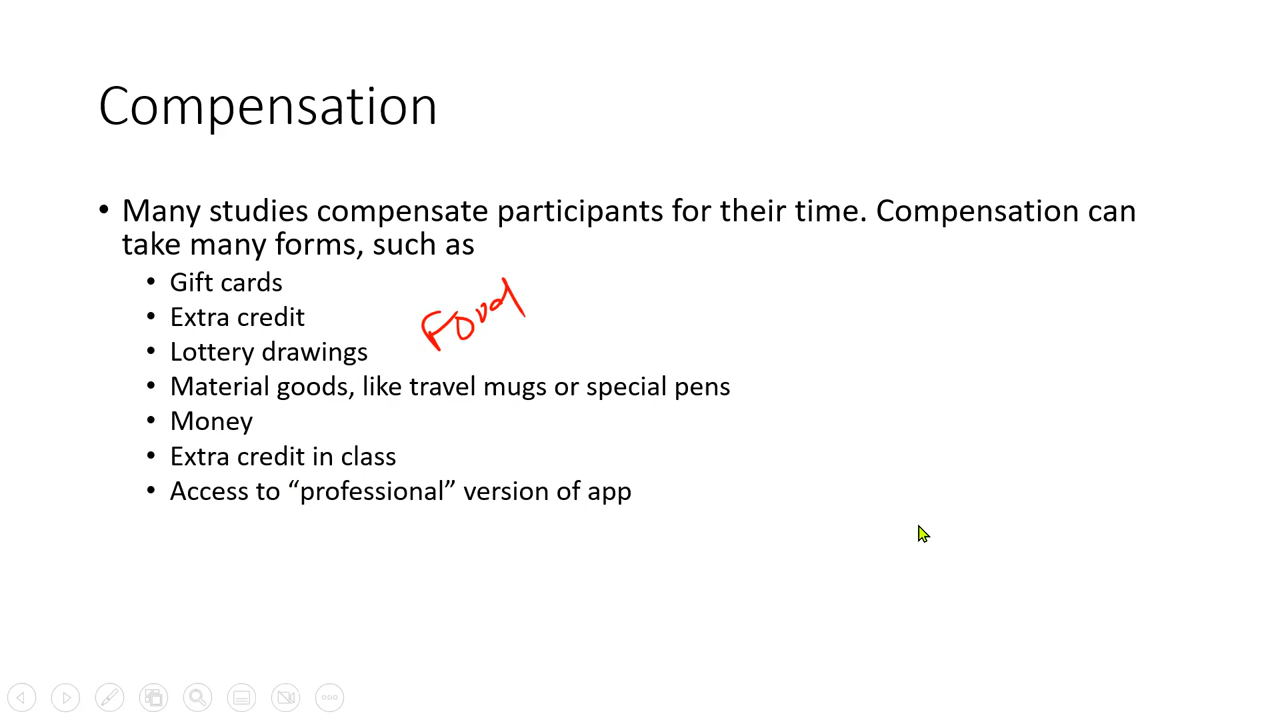 Compensation
• Many studies compensate participants for their time. Compensation can
take many forms, such as
• Gift cards
• Extra credit
Food
• Lottery drawings
• Material goods, like travel mugs or special pens
• Money
• Extra credit in class
• Access to “professional” version of app